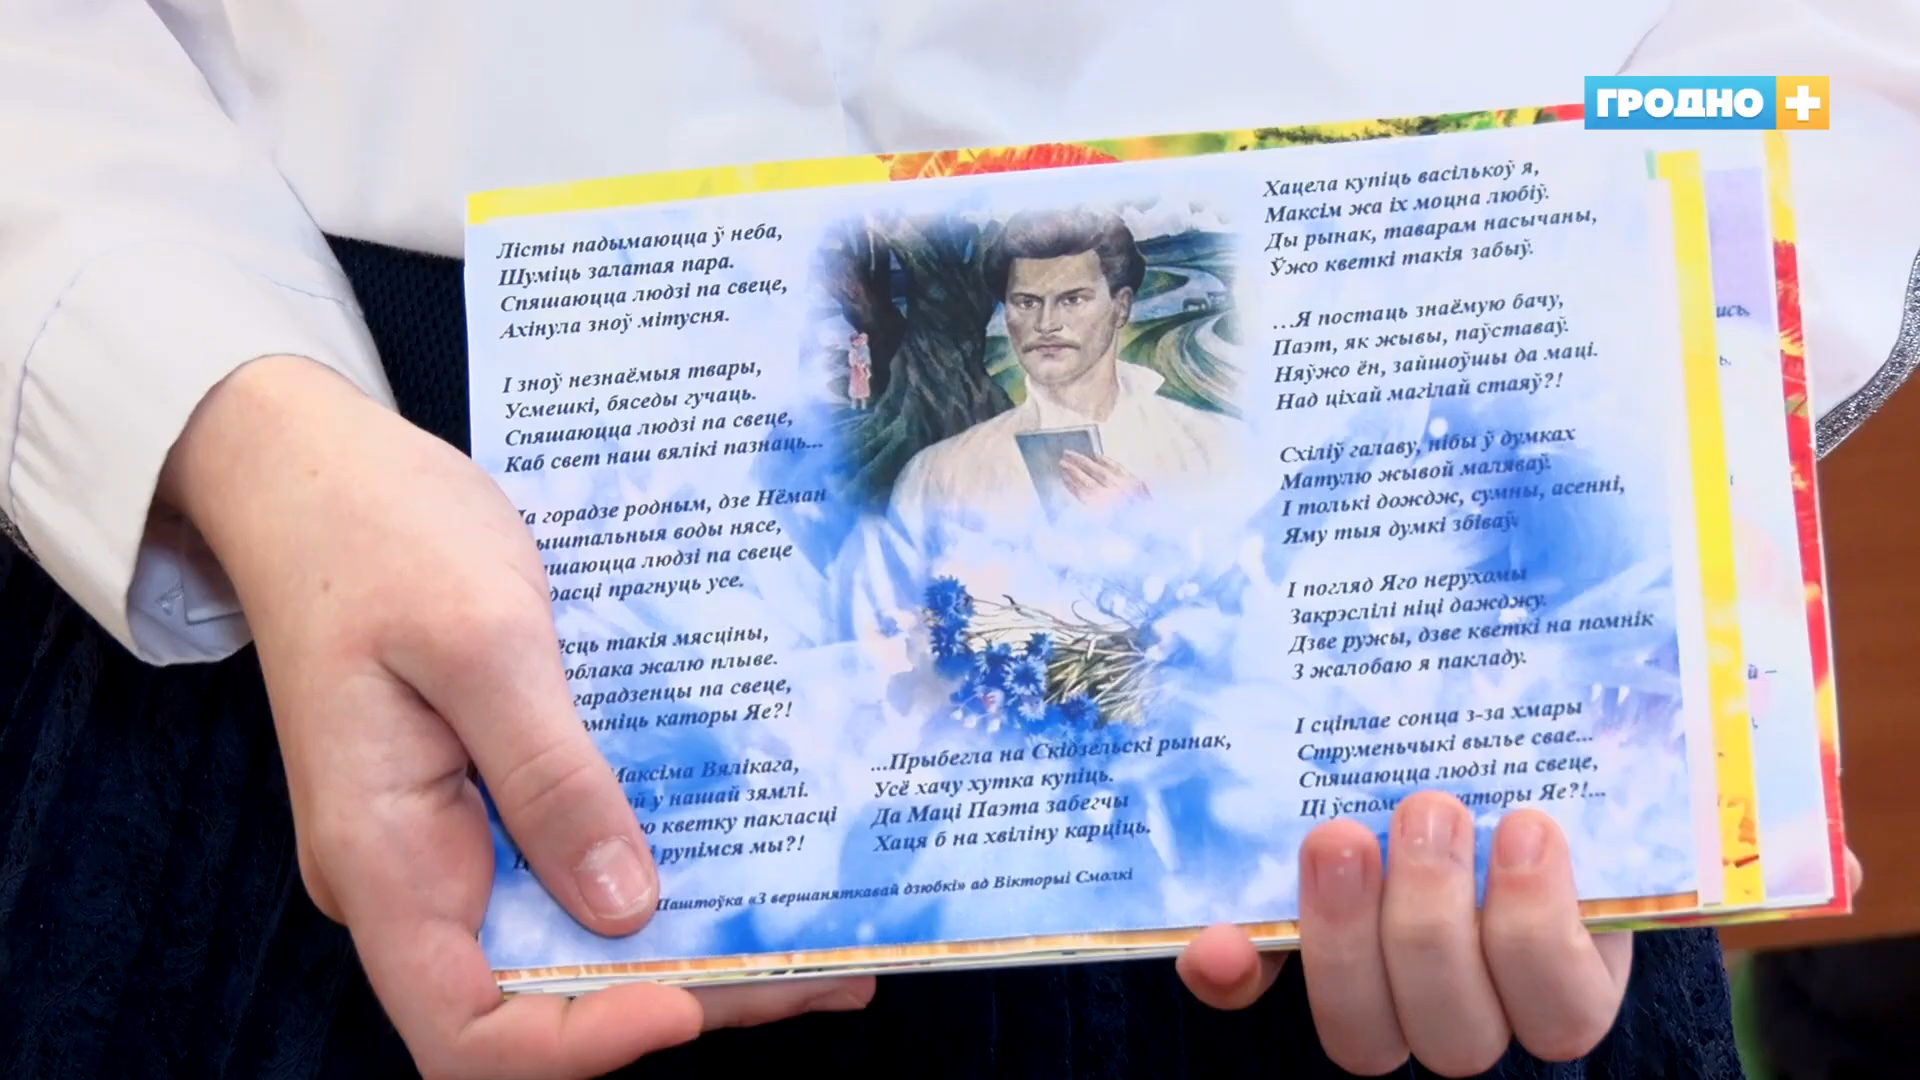 ГРОДНО +
Лісты падымаюцца ў неба,
Шуміць залатая пара.
Спяшаюцца людзі па свеце,
Ахінула зноў мітусня.
І зноў незнаёмыя твары,
Усмешкі, бяседы гучаць.
Спяшаюцца людзі па свеце,
Каб свет наш вялікі пазнаць...
горадзе родным, дзе Нёман
воды нясе,
людзі па свеце
прагнуць усе.
такія мясціны,
воблака жалю плыве.
гарадзенцы па свеце,
каторы Яе?!
Максіма Вялікага,
у нашай зямлі.
кветку пакласці
рупімся мы?!
...Прыбегла на Скідзельскі рынак,
Усё хачу хутка купіць.
Да Маці Паэта забегчы
Хаця б на хвіліну карціць.
Хацела купіць васількоў я,
Максім жа іх моцна любіў.
Ды рынак, таварам насычаны,
Ўжо кветкі такія забыў.
...Я постаць знаёмую бачу,
Паэт, як жывы, паўставаў.
Няўжо ён, зайшоўшы да маці,
Над ціхай магілай стаяў?!
Схіліў галаву, нібы ў думках
Матулю жывой маляваў.
І толькі дождж, сумны, асенні,
Яму тыя думкі збіваў.
І погляд Яго нерухомы
Закрэслілі ніці дажджу.
Дзве ружы, дзве кветкі на помнік
З жалобаю я пакладу.
І сціплае сонца з-за хмары
Струменьчыкі вылье свае...
Спяшаюцца людзі па свеце,
Ці каторы Яе?!...
Паштоўка «З вершаняткавай дзюбкі» ад Вікторыі Смолкі